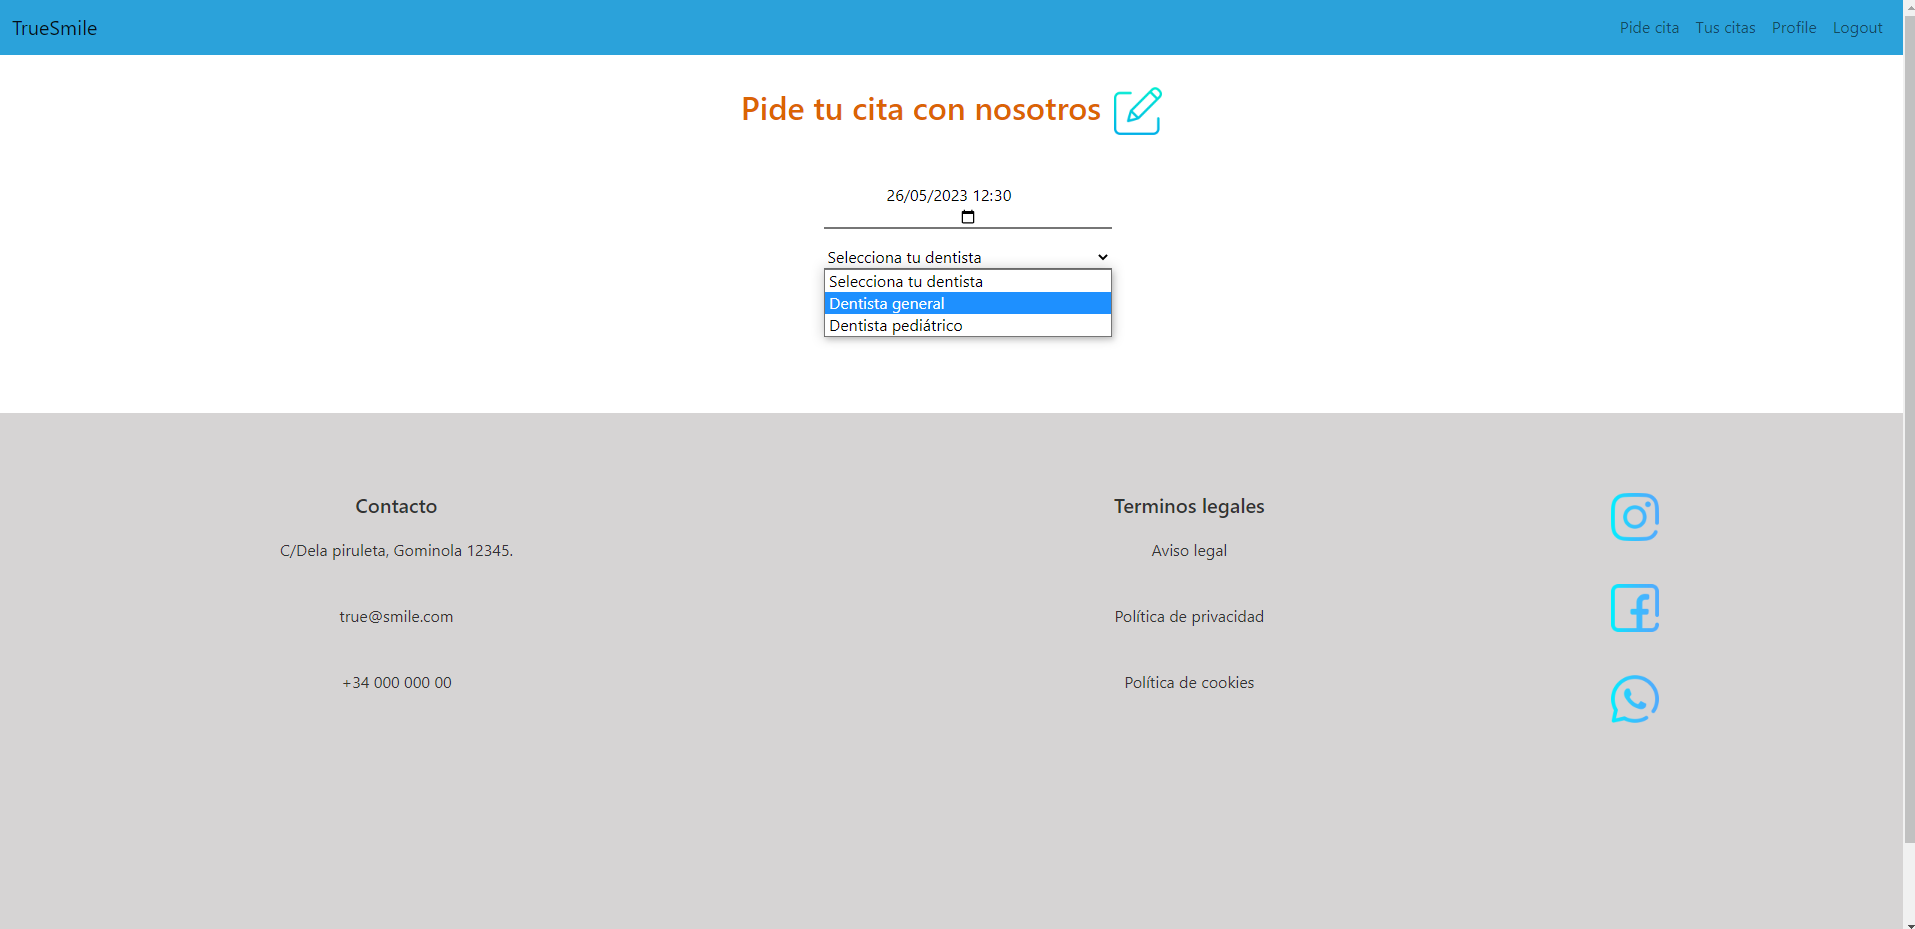 TrueSmile
Pide cita Tus citas Profile Logout
Pide tu cita con nosotros
26/05/2023 12:30
Selecciona tu dentista
Selecciona tu dentista
Dentista general
Dentista pediátrico
Contacto
C/Dela piruleta, Gominola 12345.
true@smile.com
+34 000 000 00
Terminos legales
Aviso legal
Política de privacidad
Política de cookies